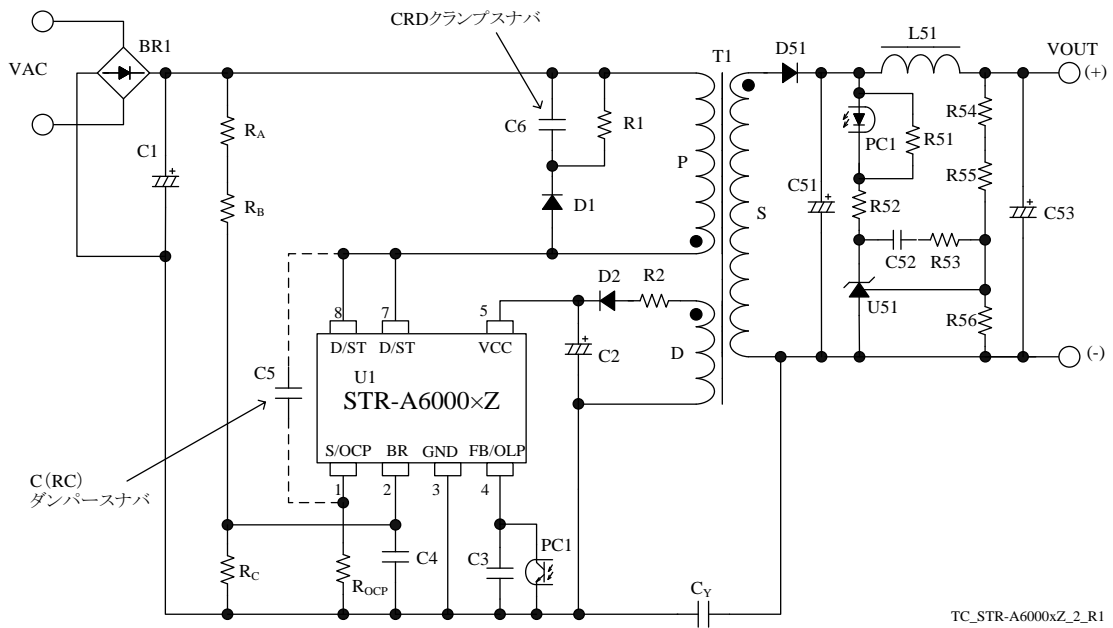 CRDクランプスナバ
BR1
VAC
C1
RA
RB
C6
R1
D1
P
T1
S
D51
L51
VOUT
(+)
PC1
R51
R52
C51
C52
R53
R54
R55
C53
U51
R56
(-)
D2
R2
C2
D
8
7
5
D/ST
D/ST
VCC
C5
U1
STR-A6000×Z
S/OCP
BR
GND
FB/OLP
1
2
3
4
C(RC)
ダンパースナバ
RC
ROCP
C4
C3
PC1
CY
TC_STR-A6000xZ_2_R1